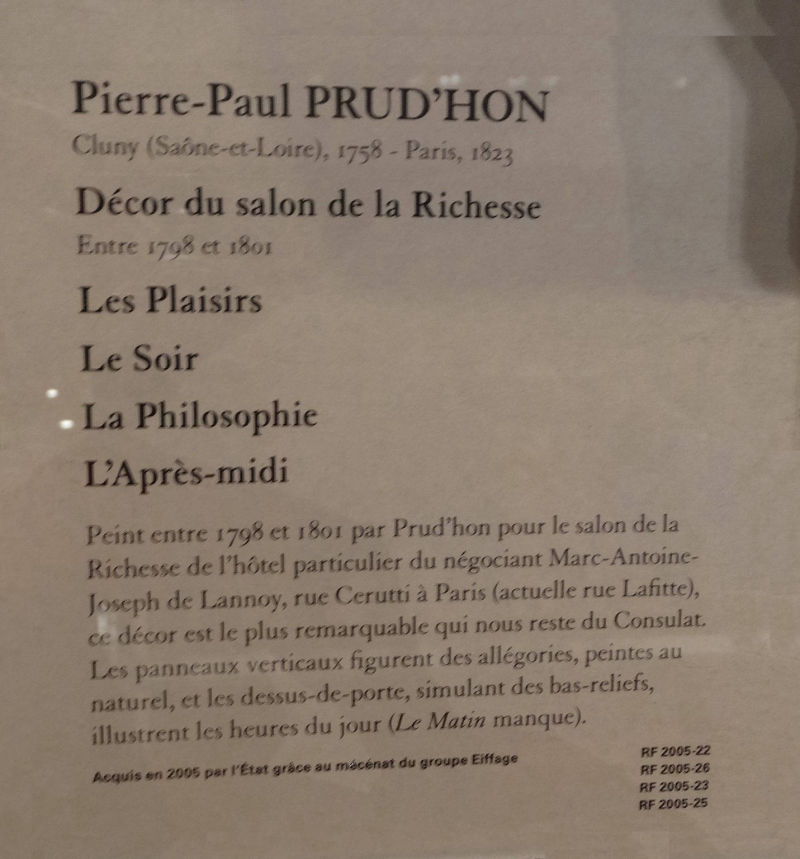 Pierre-Paul PRUD'HON
Cluny (Saône-et-Loire), 1758 - Paris, 1823
Décor du salon de la Richesse
Entre 1798 et 1801
Les Plaisirs
Le Soir
La Philosophie
L'Après-midi
Peint entre 1798 et 1801 par Prud'hon pour le salon de la
Richesse de l'hôtel particulier du négociant Marc-Antoine-
Joseph de Lannoy, rue Cerutti à Paris (actuelle rue Lafitte),
ce décor est le plus remarquable qui nous reste du Consulat.
Les panneaux verticaux figurent des allégories, peintes au
naturel, et les dessus-de-porte, simulant des bas-reliefs,
illustrent les heures du jour (Le Matin manque).
Acquis en 2005 par l'État grâce au mécénat du groupe Eiffage
RF 2005-22
RF 2005-26
RF 2005-23
RF 2005-25